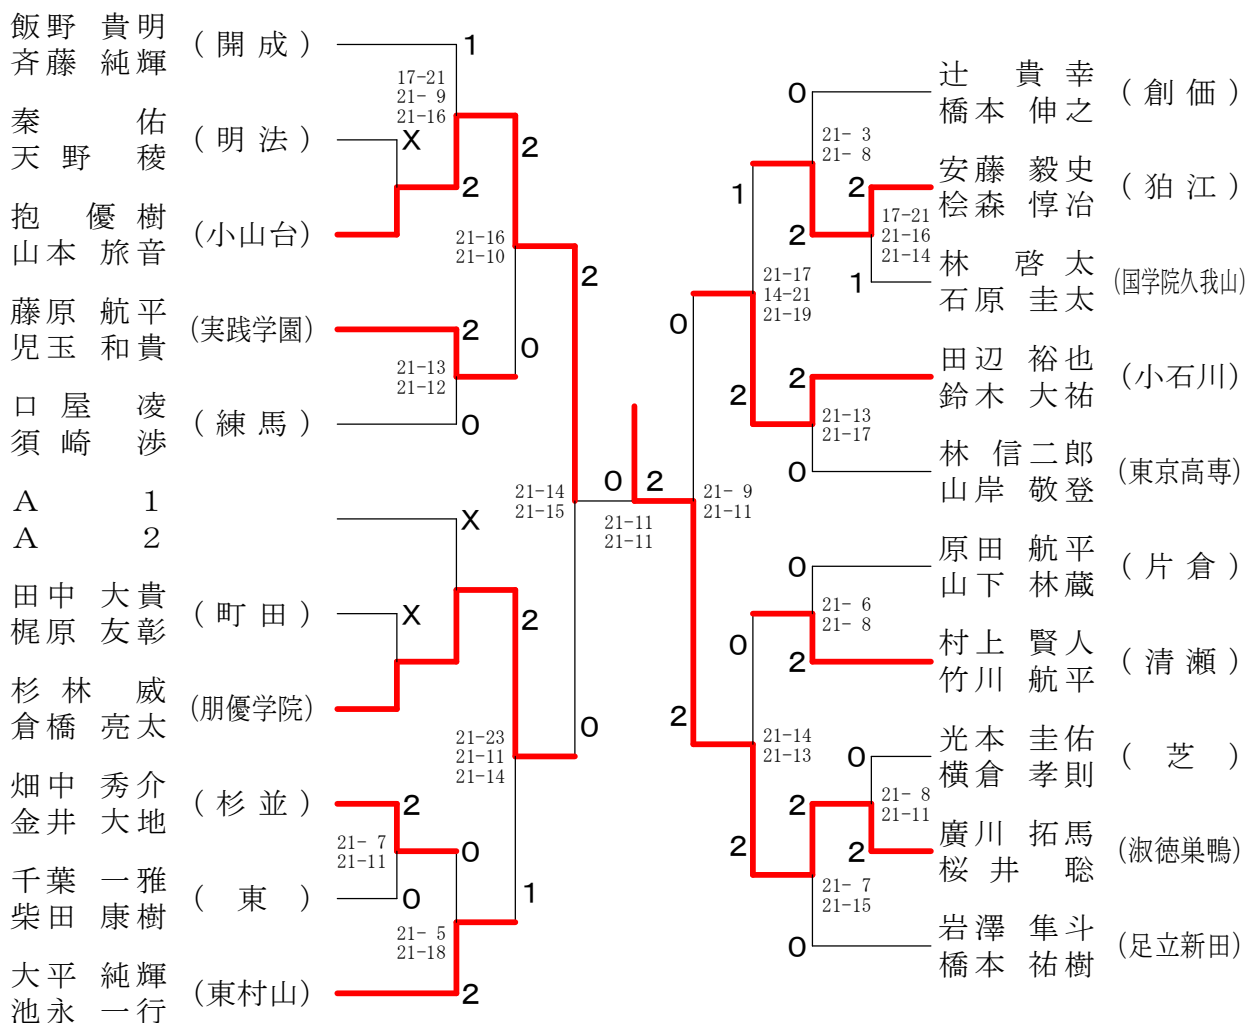 飯野 貴明
斉藤 純輝
(開成)
1
17-21
21- 9
21-16
秦 佑
天野 稜
(明法)
X
2
2
抱 優樹
山本 旅音
(小山台)
21-16
21-10
2
藤原 航平
児玉 和貴
(実践学園)
2
0
21-13
21-12
口屋 凌
須崎 渉
(練馬)
0
A 1
A 2
X
21-14
21-15
田中 大貴
梶原 友彰
(町田)
X
2
杉林 威
倉橋 亮太
(朋優学院)
0
21-23
21-11
21-14
畑中 秀介
金井 大地
(杉並)
2
21- 7
21-11
0
千葉 一雅
柴田 康樹
(東)
0
1
21- 5
21-18
大平 純輝
池永 一行
(東村山)
2
0
2
21-11
21-11
辻 貴幸
橋本 伸之
(創価)
0
21- 3
21- 8
安藤 毅史
桧森 惇冶
(狛江)
2
1
2
17-21
21-16
21-14
林 啓太
石原 圭太
(国学院久我山)
1
21-17
14-21
21-19
0
田辺 裕也
鈴木 大祐
(小石川)
2
2
21-13
21-17
林 信二郎
山岸 敬登
(東京高専)
0
21- 9
21-11
原田 航平
山下 林蔵
(片倉)
0
21- 6
21- 8
村上 賢人
竹川 航平
(清瀬)
0
2
2
21-14
21-13
光本 圭佑
横倉 孝則
(芝)
0
21- 8
21-11
廣川 拓馬
桜井 聡
(淑徳巣鴨)
2
2
2
21- 7
21-15
岩澤 隼斗
橋本 祐樹
(足立新田)
0